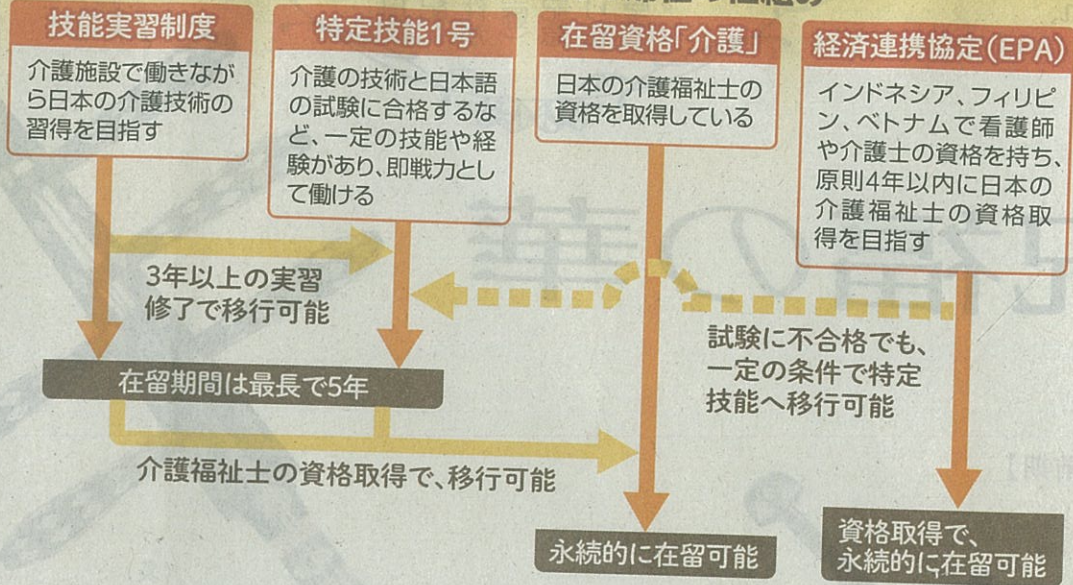 技能実習制度
介護施設で働きなが
ら日本の介護技術の
習得を目指す
特定技能1号
介護の技術と日本語
の試験に合格するな
ど、一定の技能や経
験があり、即戦力とし
て働ける
在留資格「介護」
日本の介護福祉士の
資格を取得している
経済連携協定(EPA)
インドネシア、フィリピ
ン、ベトナムで看護師
や介護士の資格を持ち、
原則4年以内に日本の
介護福祉士の資格取
得を目指す
3年以上の実習
修了で移行可能
試験に不合格でも、
一定の条件で特定
技能へ移行可能
在留期間は最長で5年
介護福祉士の資格取得で、移行可能
永続的に在留可能
資格取得で、
永続的に在留可能